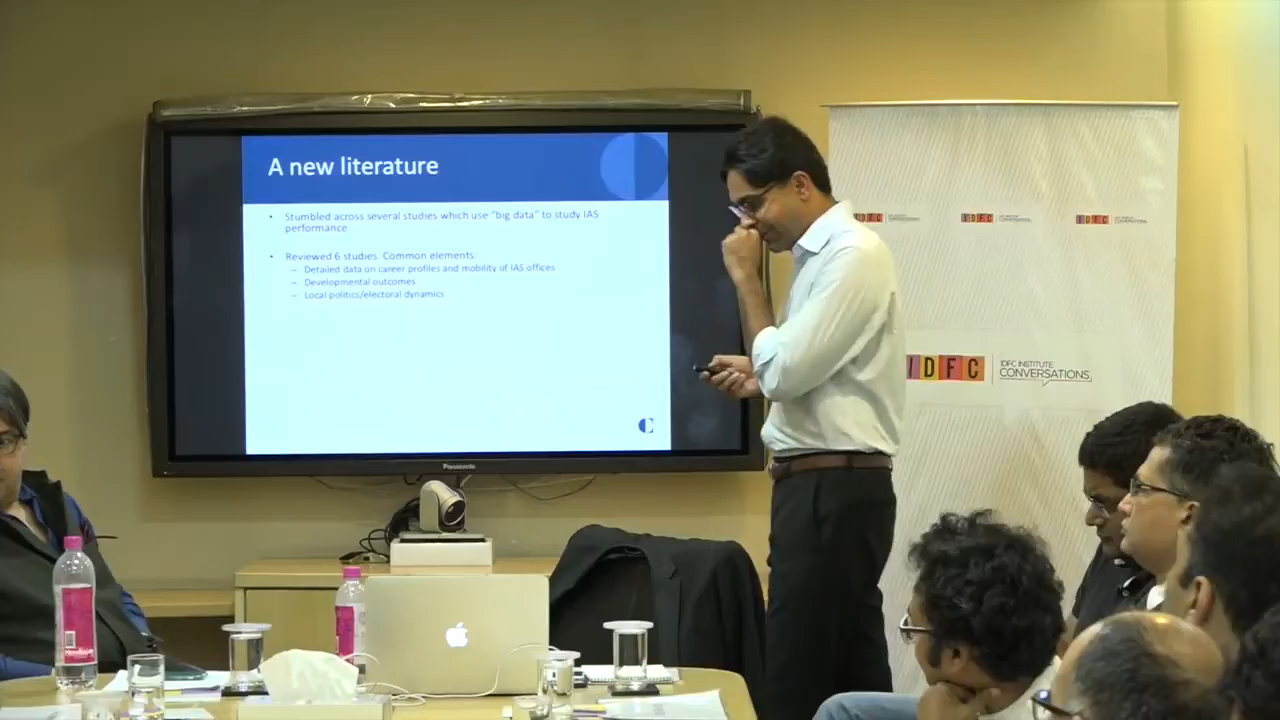 A new literature
• Stumbled across several studies which use "big data" to study IAS
performance
• Reviewed 6 studies. Common elements:
– Detailed data on career profiles and mobility of IAS offices
– Developmental outcomes
– Local politics/electoral dynamics
Panasonic
IDFC
IDFC INSTITUTE
CONVERSATIONS